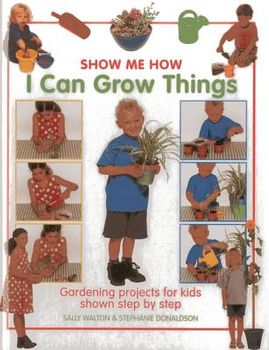 SHOW ME HOW
I Can Grow Things
Gardening projects for kids
shown step by step
SALLY WALTON & STEPHANIE DONALDSON